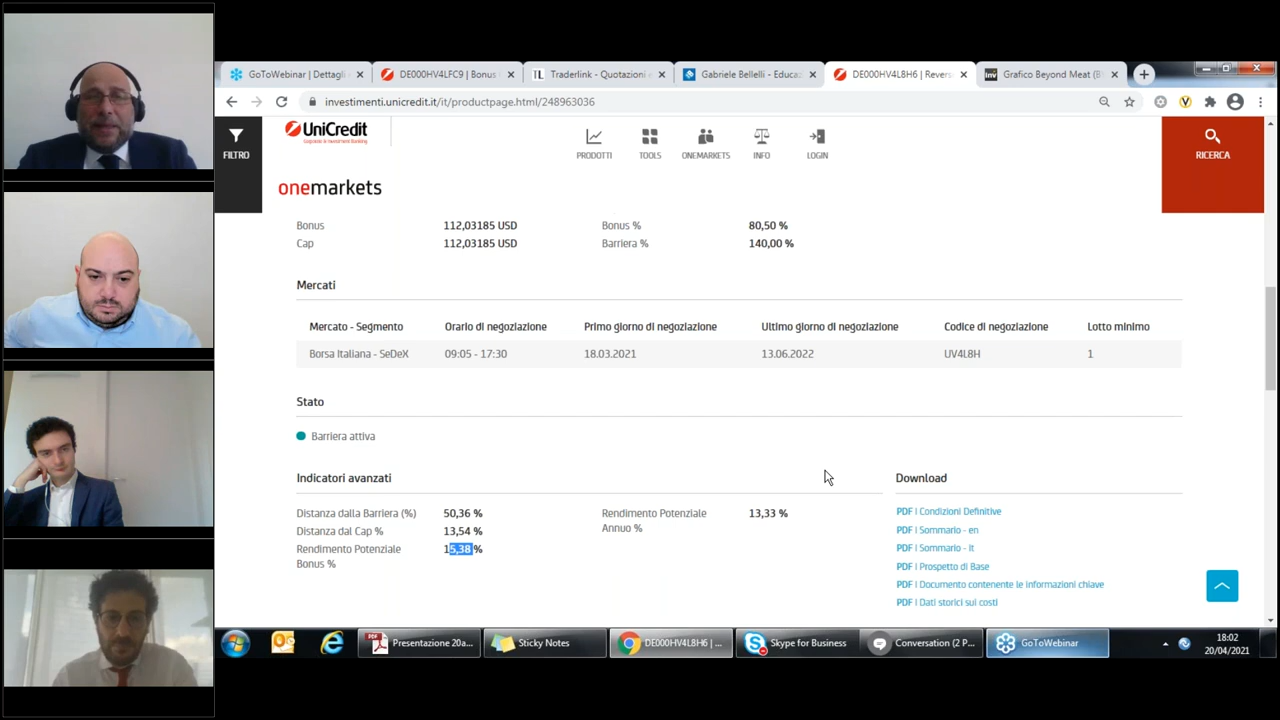 GoToWebinar | Dettagli
DE000HV4LFC9 | Bonus
TL
Traderlink - Quotazioni e
Gabriele Bellelli - Educa
DE000HV4L8H6 | Revers
Inv
Grafico Beyond Meat (B
investimenti.unicredit.it/it/productpage.html/248963036
FILTRO
UniCredit
Corporate & Investment Banking
PRODOTTI
TOOLS
ONEMARKETS
INFO
LOGIN
RICERCA
onemarkets
Bonus 112,03185 USD Bonus % 80,50 %
Cap 112,03185 USD Barriera % 140,00 %
Mercati
Mercato - Segmento Orario di negoziazione Primo giorno di negoziazione Ultimo giorno di negoziazione Codice di negoziazione Lotto minimo
Borsa Italiana - SeDeX 09:05 - 17:30 18.03.2021 13.06.2022 UV4L8H 1
Stato
Barriera attiva
Indicatori avanzati
Distanza dalla Barriera (%) 50,36 %
Distanza dal Cap % 13,54 %
Rendimento Potenziale 15,38 %
Bonus %
Rendimento Potenziale 13,33 %
Annuo %
Download
PDF | Condizioni Definitive
PDF | Sommario - en
PDF | Sommario - it
PDF | Prospetto di Base
PDF | Documento contenente le informazioni chiave
PDF | Dati storici sui costi
PDF
Presentazione 20a...
Sticky Notes
DE000HV4L8H6 | ...
Skype for Business
Conversation (2 P...
GoToWebinar
18:02
20/04/2021